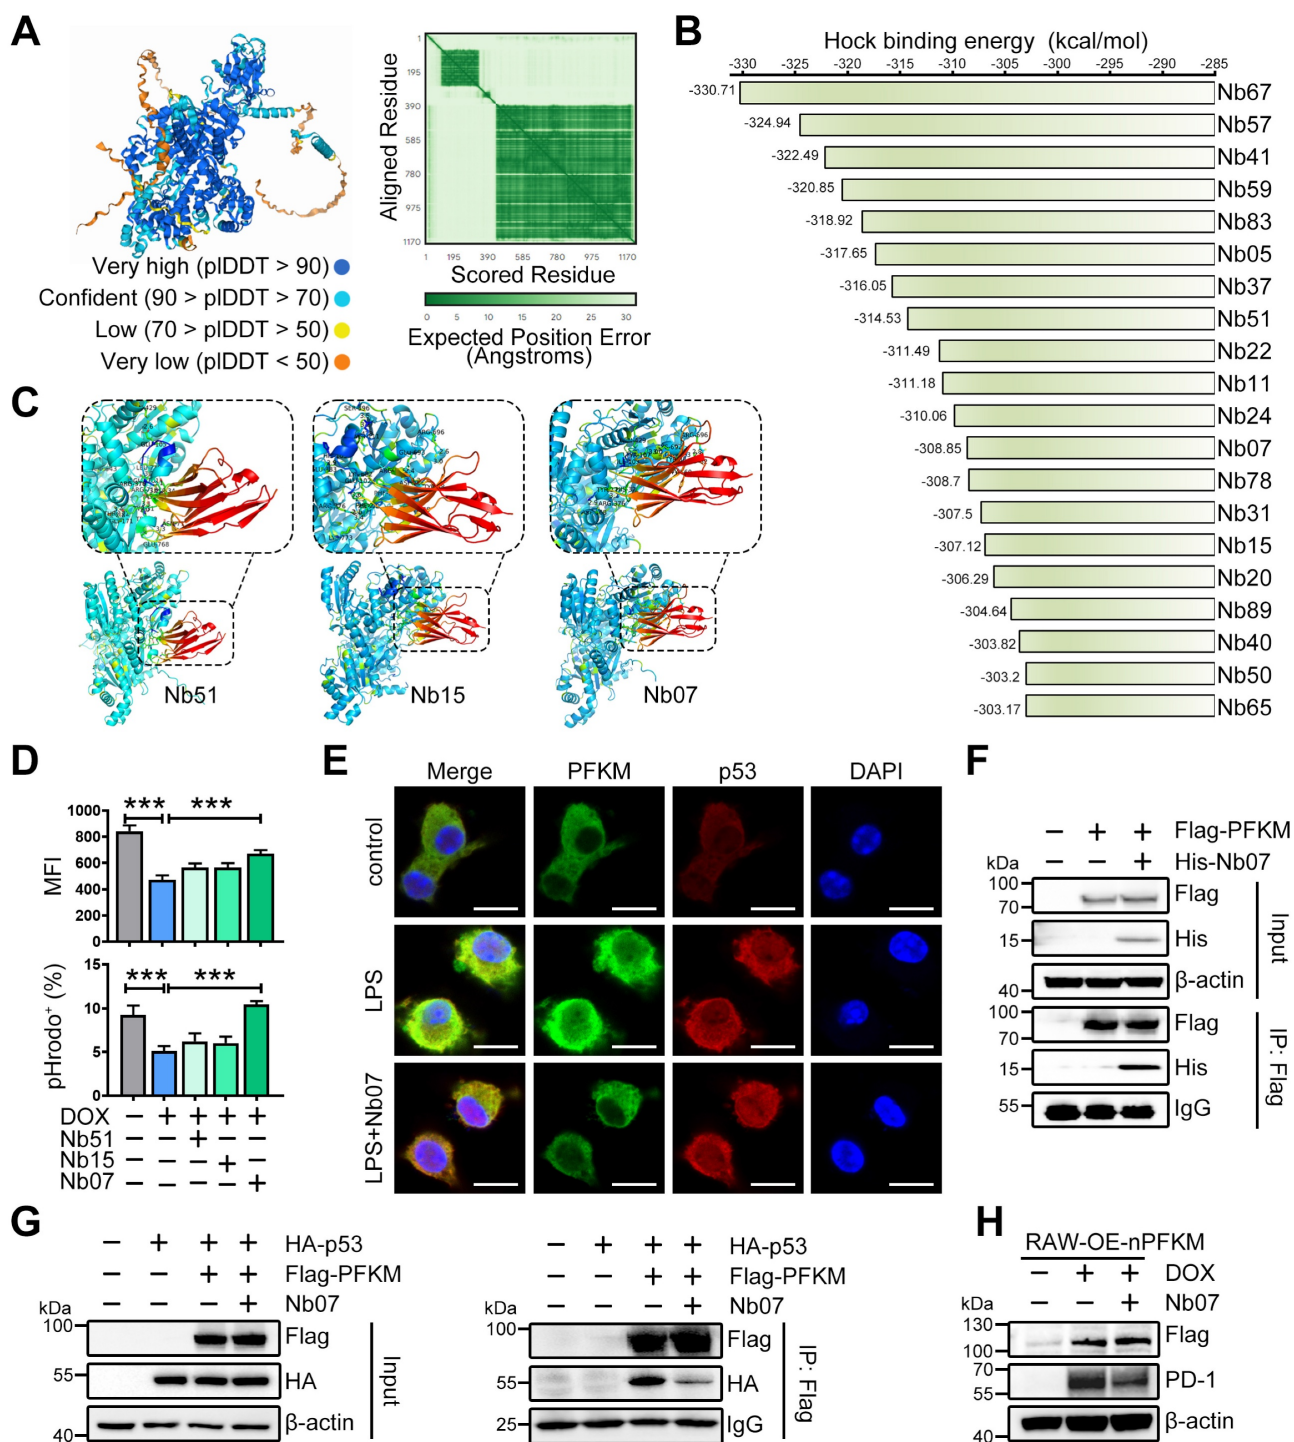 A
1
195
390
585
780
975
1170
Aligned Residue
1 195 390 585 780 975 1170
Scored Residue
0 5 10 15 20 25 30
Expected Position Error
(Angstroms)
Very high (plDDT > 90)
Confident (90 > plDDT > 70)
Low (70 > plDDT > 50)
Very low (plDDT < 50)
B
Hock binding energy (kcal/mol)
-330 -325 -320 -315 -310 -305 -300 -295 -290 -285
-330.71 Nb67
-324.94 Nb57
-322.49 Nb41
-320.85 Nb59
-318.92 Nb83
-317.65 Nb05
-316.05 Nb37
-314.53 Nb51
-311.49 Nb22
-311.18 Nb11
-310.06 Nb24
-308.85 Nb07
-308.7 Nb78
-307.5 Nb31
-307.12 Nb15
-306.29 Nb20
-304.64 Nb89
-303.82 Nb40
-303.2 Nb50
-303.17 Nb65
C
Nb51
Nb15
Nb07
D
*** ***
1000
800
600
400
200
0
MFI
*** ***
15
10
5
0
pHrodo+ (%)
DOX − + + + +
Nb51 − − + − −
Nb15 − − − + −
Nb07 − − − − +
E
Merge PFKM p53 DAPI
control
LPS
LPS+Nb07
F
− + + Flag-PFKM
kDa − − + His-Nb07
100
70
Flag
15
His
40
β-actin
Input
100
70
Flag
15
His
55
IgG
IP: Flag
G
− + + + HA-p53
− − + + Flag-PFKM
kDa − − − + Nb07
100
Flag
55
HA
40
β-actin
Input
− + + + HA-p53
− − + + Flag-PFKM
kDa − − − + Nb07
100
Flag
55
HA
25
IgG
IP: Flag
H
RAW-OE-nPFKM
− + + DOX
kDa − − + Nb07
130
100
Flag
70
55
PD-1
40
β-actin